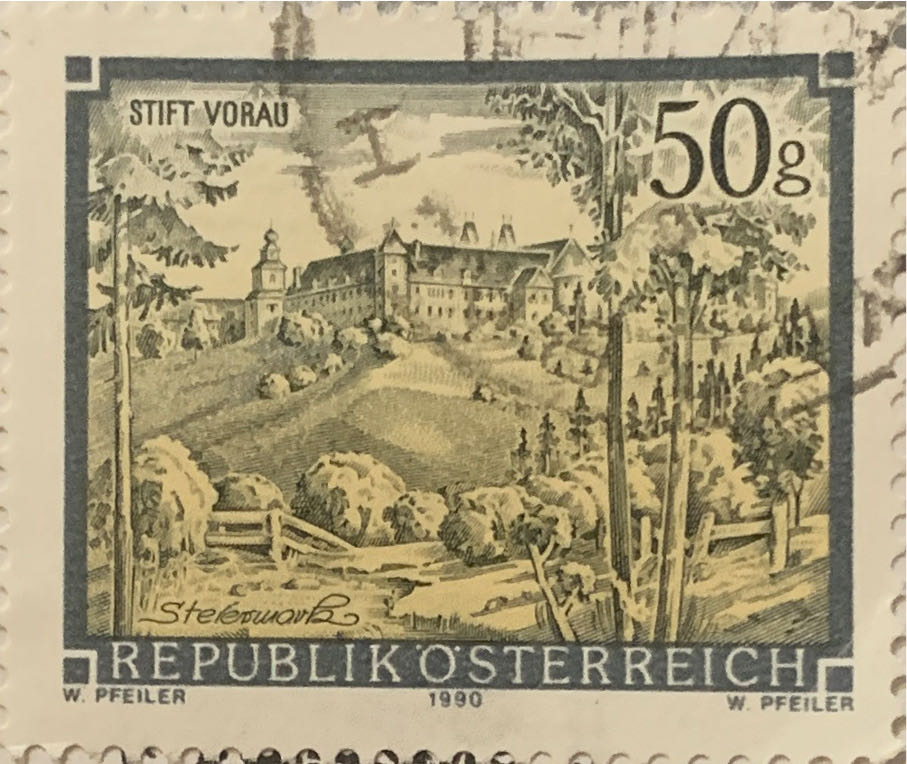 STIFT VORAU
50g
Steiermark
REPUBLIK ÖSTERREICH
W. PFEILER 1990 W. PFEILER